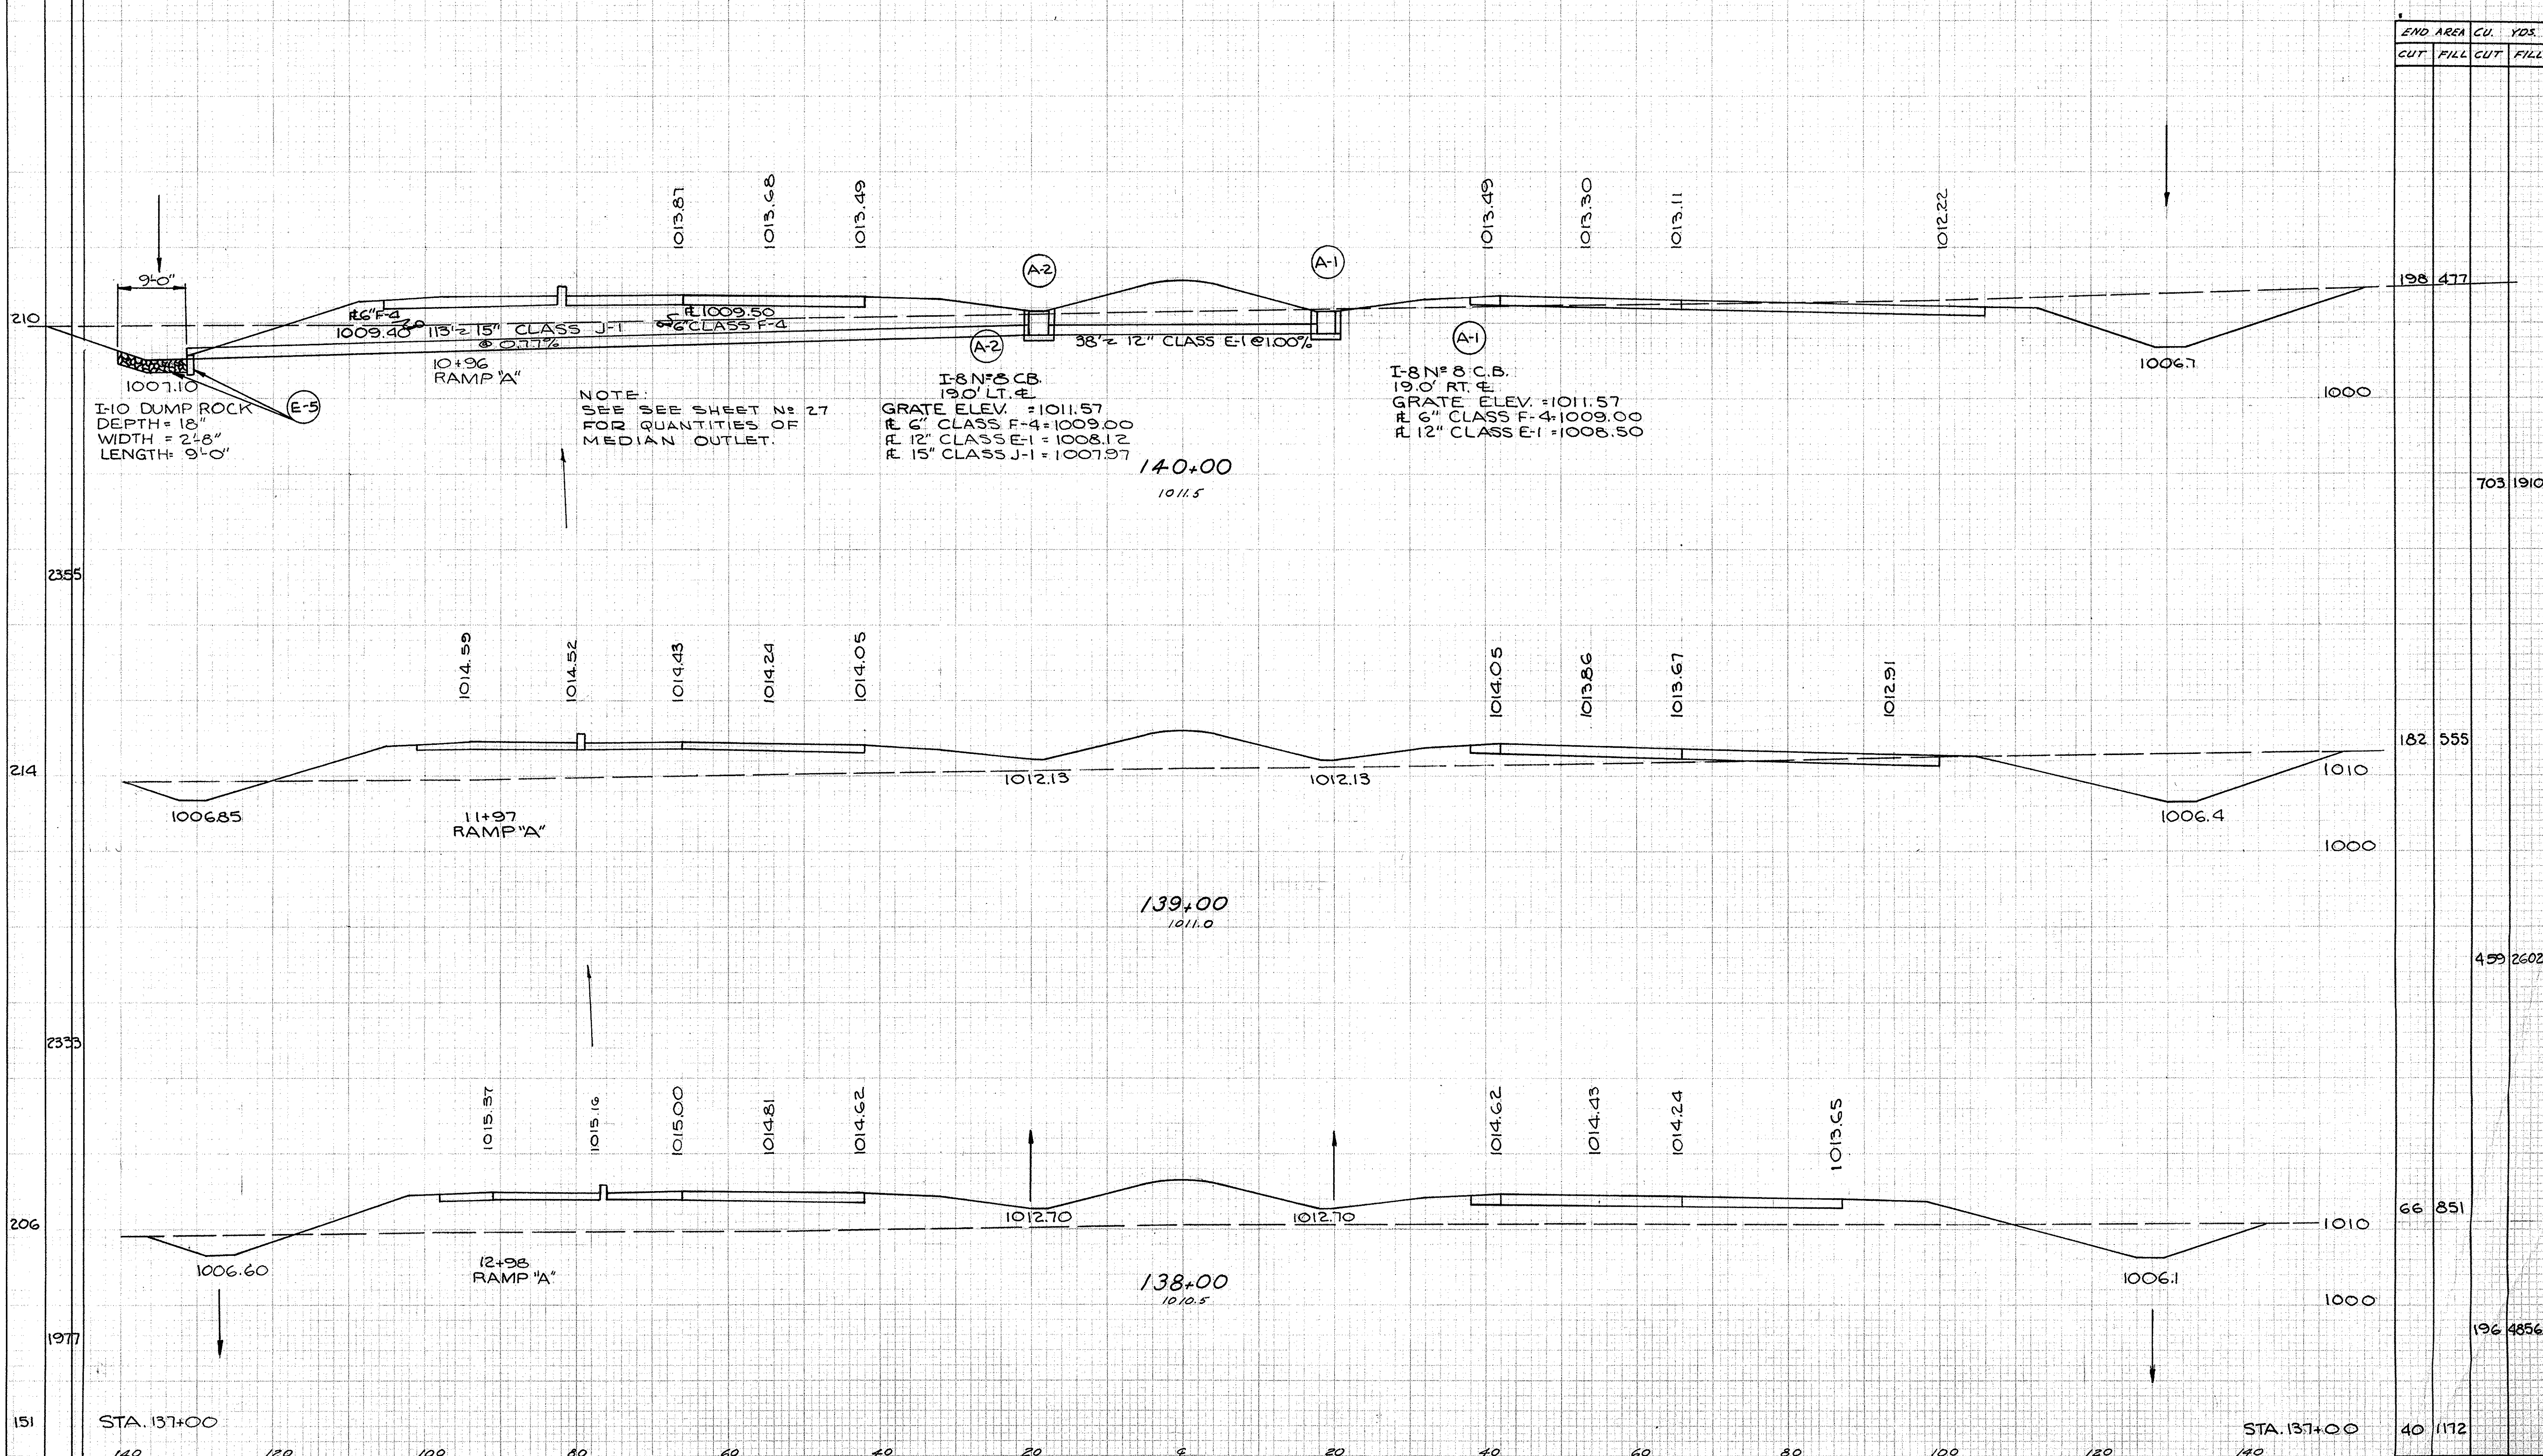 END AREA CU. YDS.
CUT FILL CUT FILL
1013.87
1013.68
1013.49
1013.49
1013.30
1013.11
1012.22
9'-0"
A-2
A-1
198 477
210
℄ 6" F-4
1009.40
113'± 15" CLASS J-1
@ 0.77%
℄ 1009.50
6" CLASS F-4
10+96
RAMP "A"
A-2
38'± 12" CLASS E-1 @ 1.00%
A-1
1006.7
1000
1007.10
I-10 DUMP ROCK
DEPTH = 18"
WIDTH = 2'-8"
LENGTH = 9'-0"
E-5
NOTE:
SEE SEE SHEET Nº 27
FOR QUANTITIES OF
MEDIAN OUTLET.
I-8 Nº 8 C.B.
19.0' LT. ℄
GRATE ELEV. = 1011.57
℄ 6" CLASS F-4 = 1009.00
℄ 12" CLASS E-1 = 1008.12
℄ 15" CLASS J-1 = 1007.97
I-8 Nº 8 C.B.
19.0' RT. ℄
GRATE ELEV. = 1011.57
℄ 6" CLASS F-4 = 1009.00
℄ 12" CLASS E-1 = 1008.50
140+00
1011.5
703 1910
2355
1014.59
1014.52
1014.43
1014.24
1014.05
1014.05
1013.86
1013.67
1012.91
182 555
214
1012.13
1012.13
1010
1006.85
11+97
RAMP "A"
1006.4
1000
139+00
1011.0
459 2602
2333
1015.37
1015.16
1015.00
1014.81
1014.62
1014.62
1014.43
1014.24
1013.65
66 851
206
1012.70
1012.70
1010
1006.60
12+98
RAMP "A"
1006.1
138+00
1010.5
1000
1977
196 4856
151
STA. 137+00
STA. 137+00
40 1172
140 120 100 80 60 40 20 ℄ 20 40 60 80 100 120 140